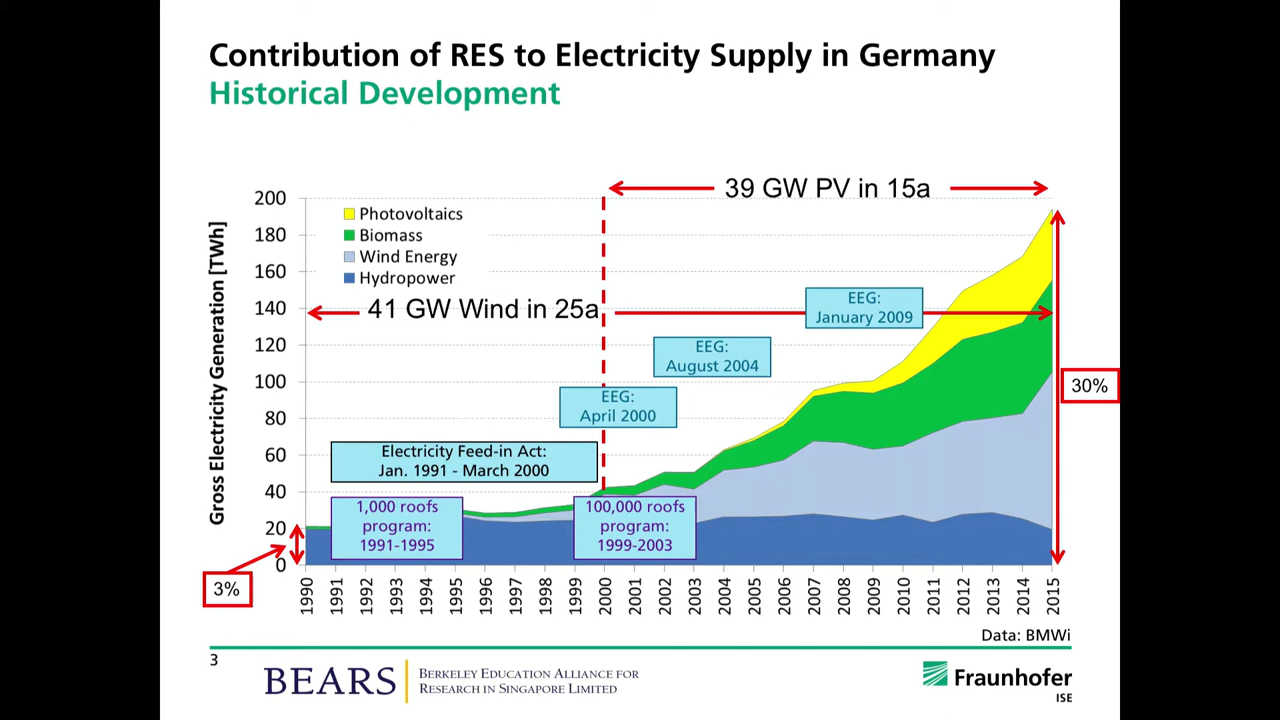 Contribution of RES to Electricity Supply in Germany
Historical Development
39 GW PV in 15a
Gross Electricity Generation [TWh]
200
180
160
140
120
100
80
60
40
20
0
Photovoltaics
Biomass
Wind Energy
Hydropower
41 GW Wind in 25a
EEG:
January 2009
EEG:
August 2004
EEG:
April 2000
30%
Electricity Feed-in Act:
Jan. 1991 - March 2000
1,000 roofs
program:
1991-1995
100,000 roofs
program:
1999-2003
3%
1990 1991 1992 1993 1994 1995 1996 1997 1998 1999 2000 2001 2002 2003 2004 2005 2006 2007 2008 2009 2010 2011 2012 2013 2014 2015
Data: BMWi
3
BEARS
BERKELEY EDUCATION ALLIANCE FOR
RESEARCH IN SINGAPORE LIMITED
Fraunhofer
ISE